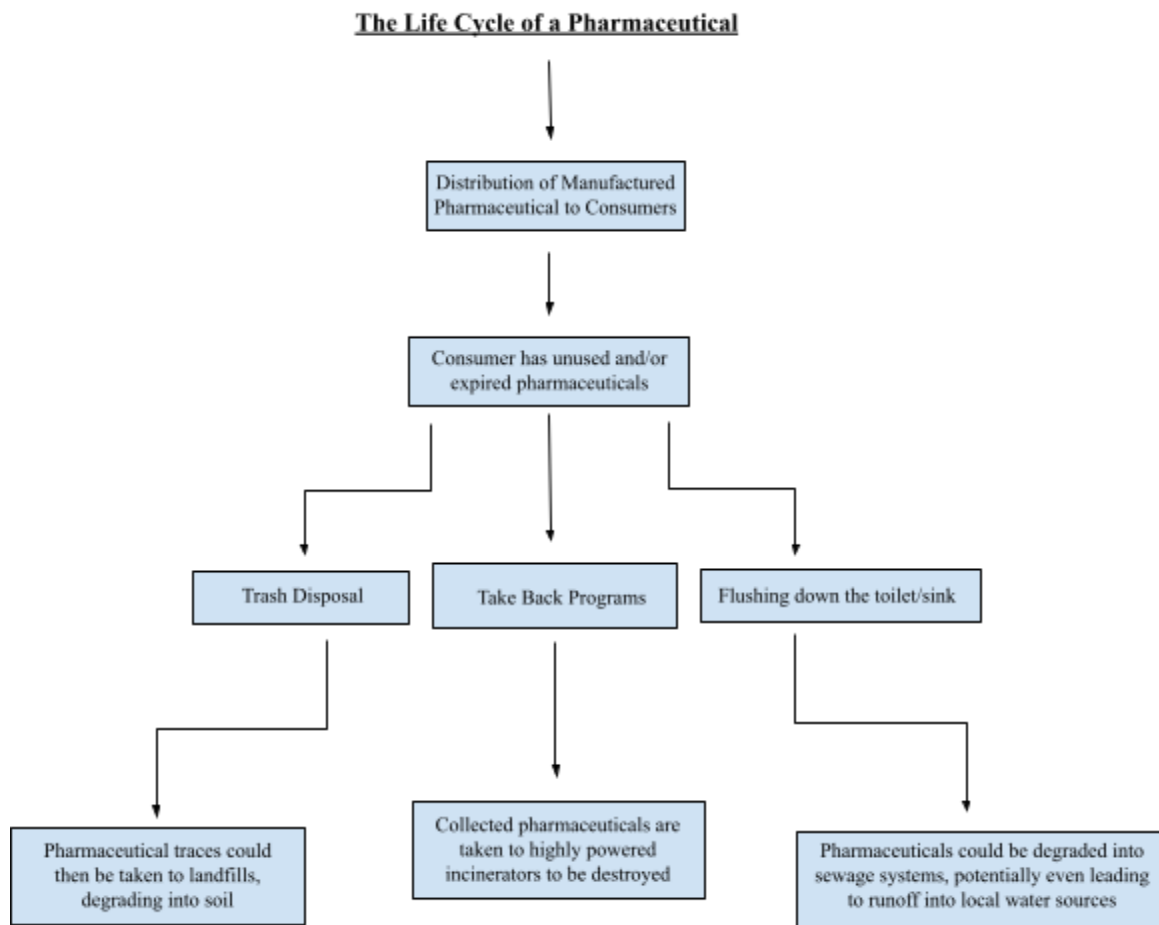 The Life Cycle of a Pharmaceutical
Distribution of Manufactured
Pharmaceutical to Consumers
Consumer has unused and/or
expired pharmaceuticals
Trash Disposal
Take Back Programs
Flushing down the toilet/sink
Pharmaceutical traces could
then be taken to landfills,
degrading into soil
Collected pharmaceuticals are
taken to highly powered
incinerators to be destroyed
Pharmaceuticals could be degraded into
sewage systems, potentially even leading
to runoff into local water sources